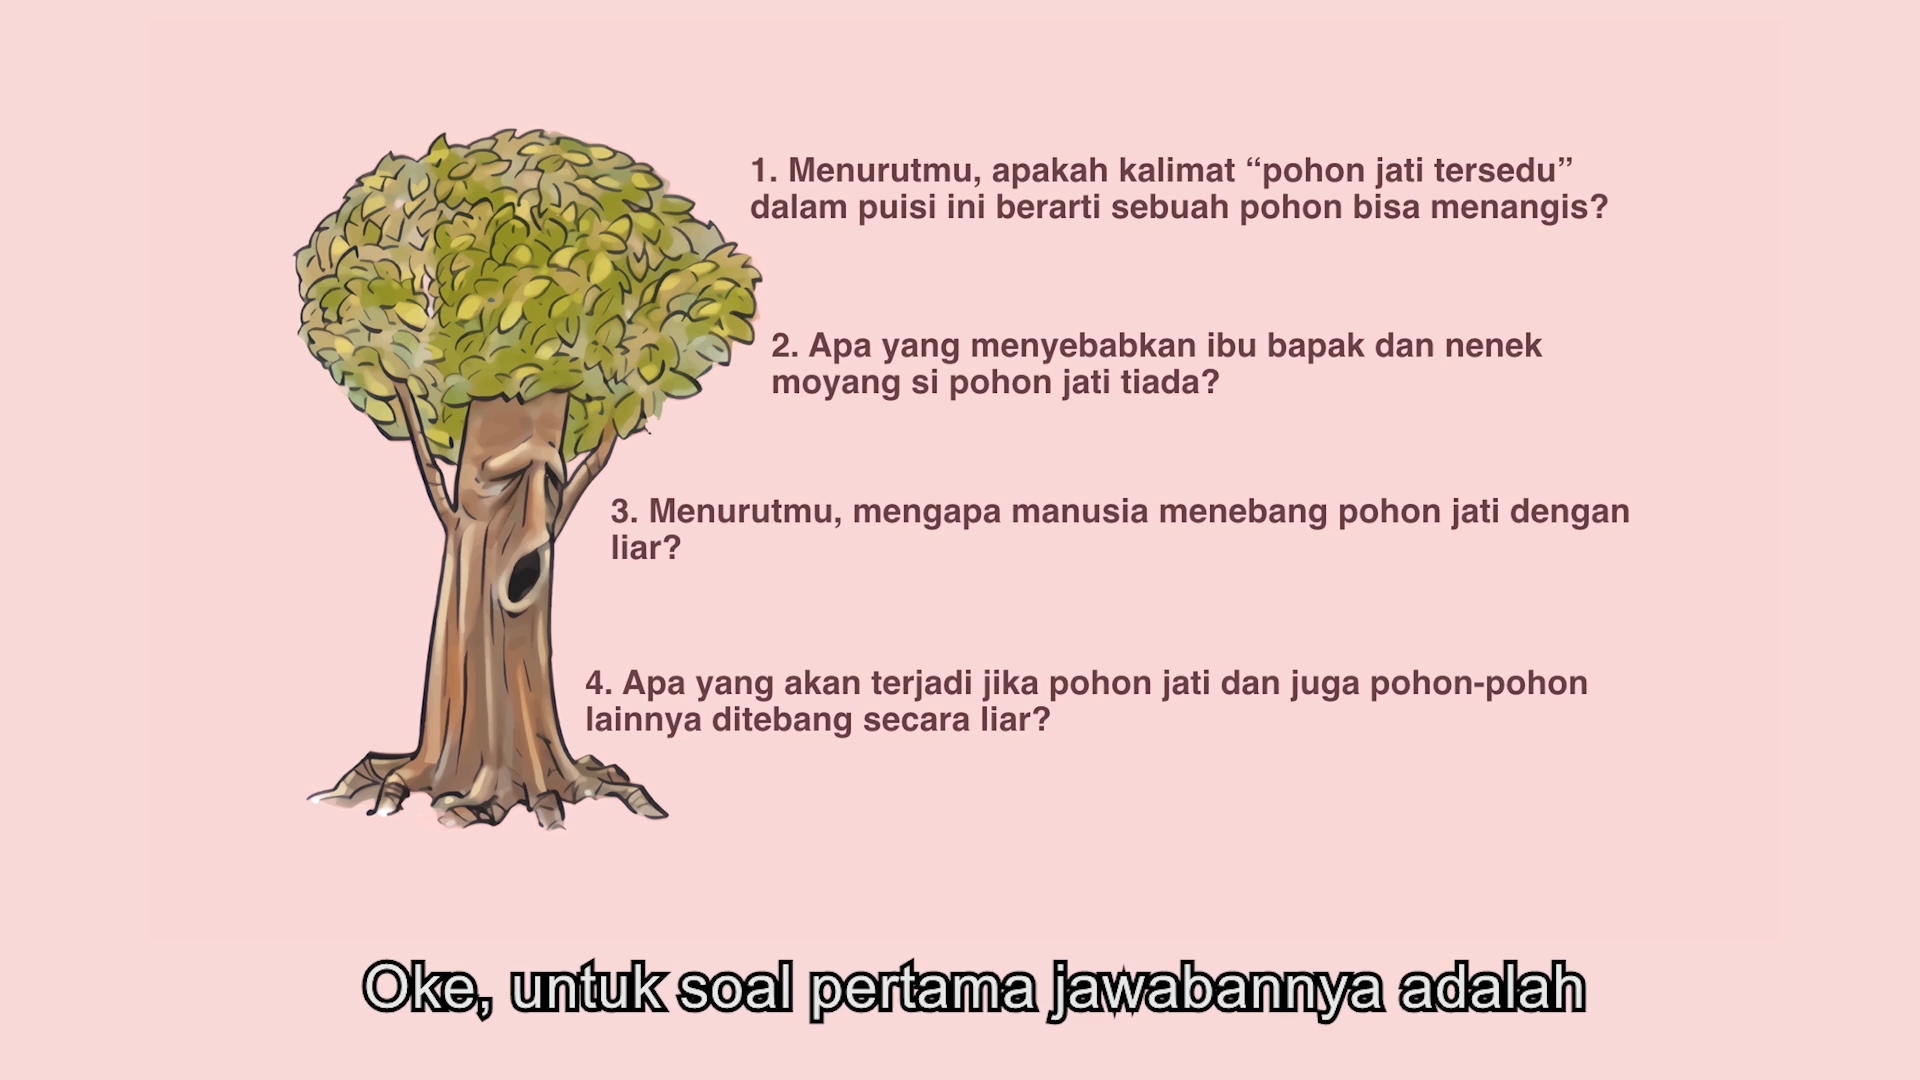 1. Menurutmu, apakah kalimat “pohon jati tersedu”
dalam puisi ini berarti sebuah pohon bisa menangis?
2. Apa yang menyebabkan ibu bapak dan nenek
moyang si pohon jati tiada?
3. Menurutmu, mengapa manusia menebang pohon jati dengan
liar?
4. Apa yang akan terjadi jika pohon jati dan juga pohon-pohon
lainnya ditebang secara liar?
Oke, untuk soal pertama jawabannya adalah